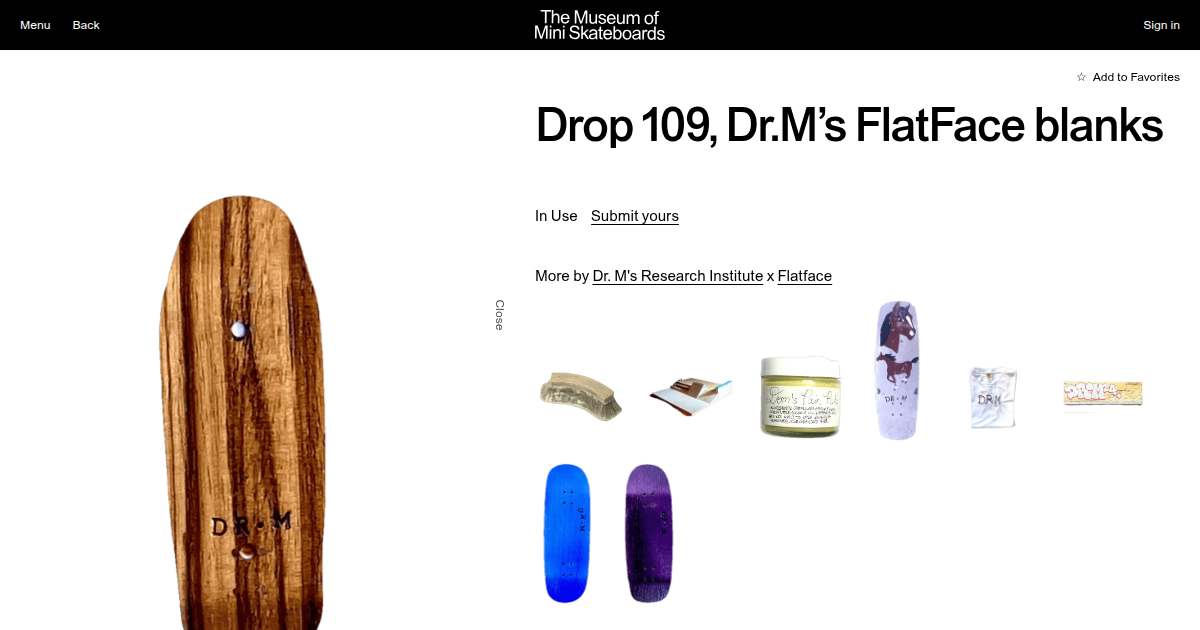 Menu Back
The Museum of
Mini Skateboards
Sign in
☆ Add to Favorites
Drop 109, Dr.M’s FlatFace blanks
In Use Submit yours
More by Dr. M's Research Institute x Flatface
Close
DR•M
DR•M
DRM